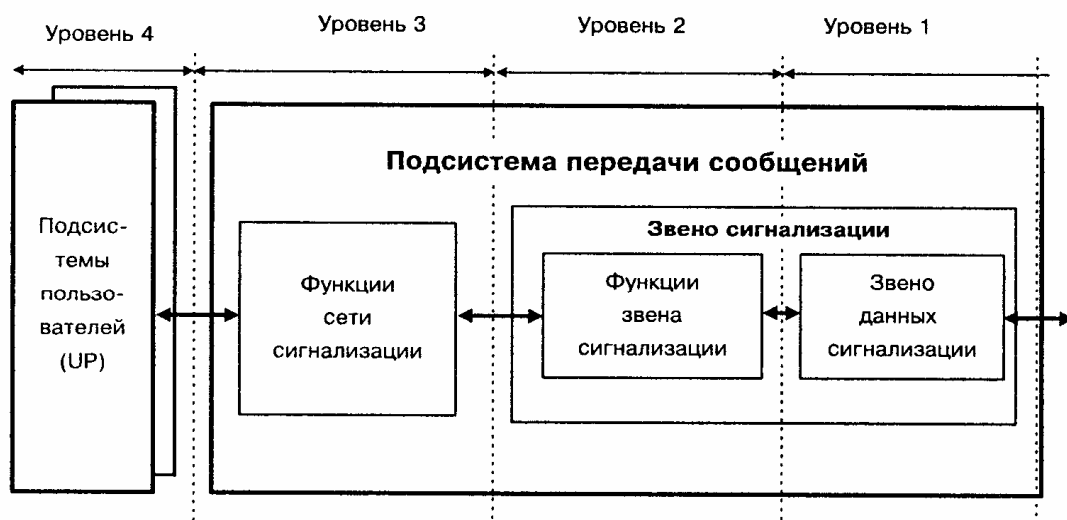 Уровень 4
Уровень 3
Уровень 2
Уровень 1
Подсистема передачи сообщений
Подсис-
темы
пользо-
вателей
(UP)
Функции
сети
сигнализации
Звено сигнализации
Функции
звена
сигнализации
Звено
данных
сигнализации